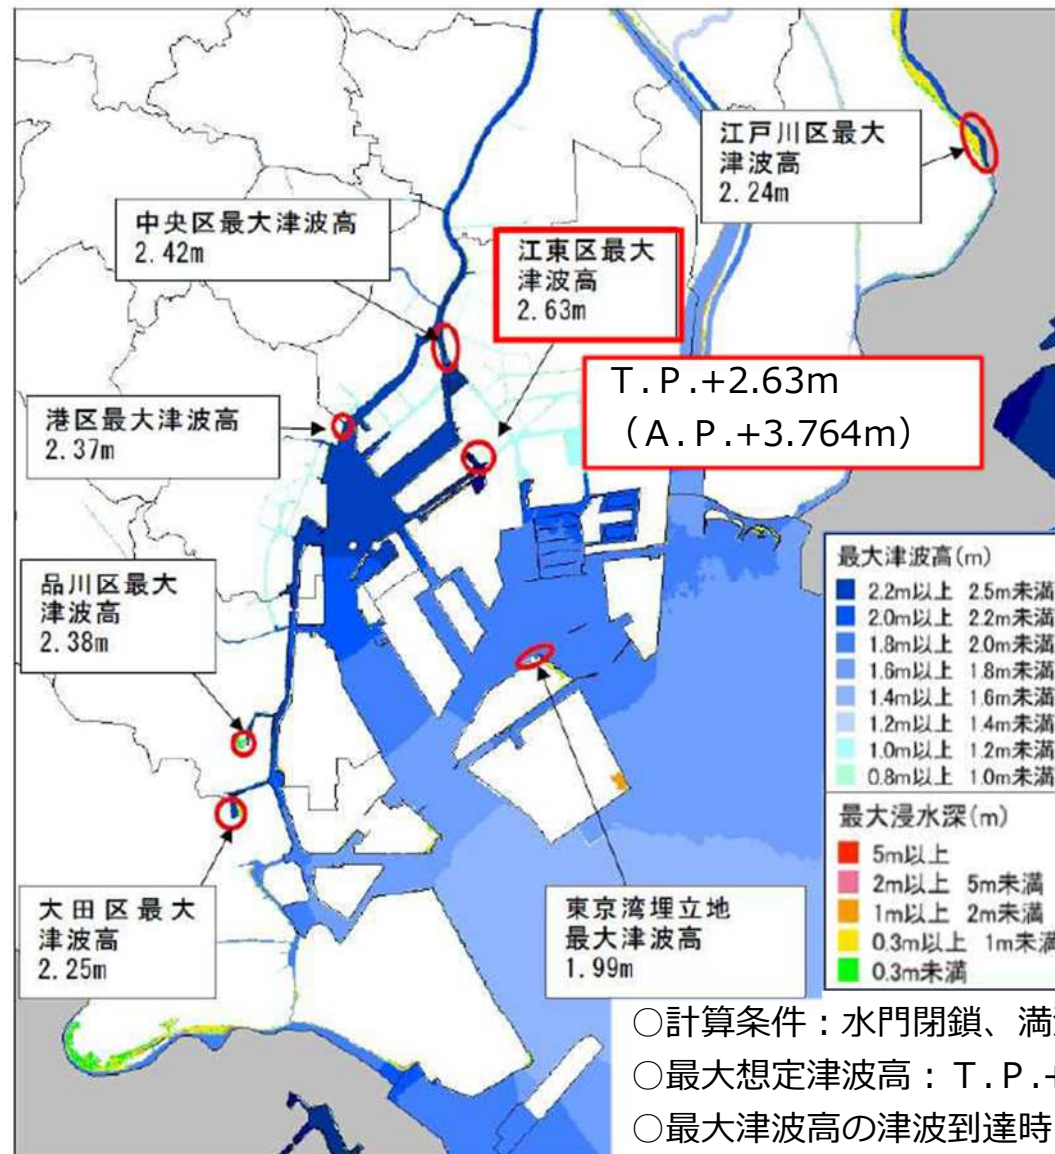 江戸川区最大
津波高
2.24m
中央区最大津波高
2.42m
江東区最大
津波高
2.63m
T.P.+2.63m
（A.P.+3.764m）
港区最大津波高
2.37m
品川区最大
津波高
2.38m
大田区最大
津波高
2.25m
東京湾埋立地
最大津波高
1.99m
最大津波高(m)
2.2m以上 2.5m未満
2.0m以上 2.2m未満
1.8m以上 2.0m未満
1.6m以上 1.8m未満
1.4m以上 1.6m未満
1.2m以上 1.4m未満
1.0m以上 1.2m未満
0.8m以上 1.0m未満
最大浸水深(m)
5m以上
2m以上 5m未満
1m以上 2m未満
0.3m以上 1m未満
0.3m未満
○計算条件：水門閉鎖、満
○最大想定津波高：T.P.+
○最大津波高の津波到達時